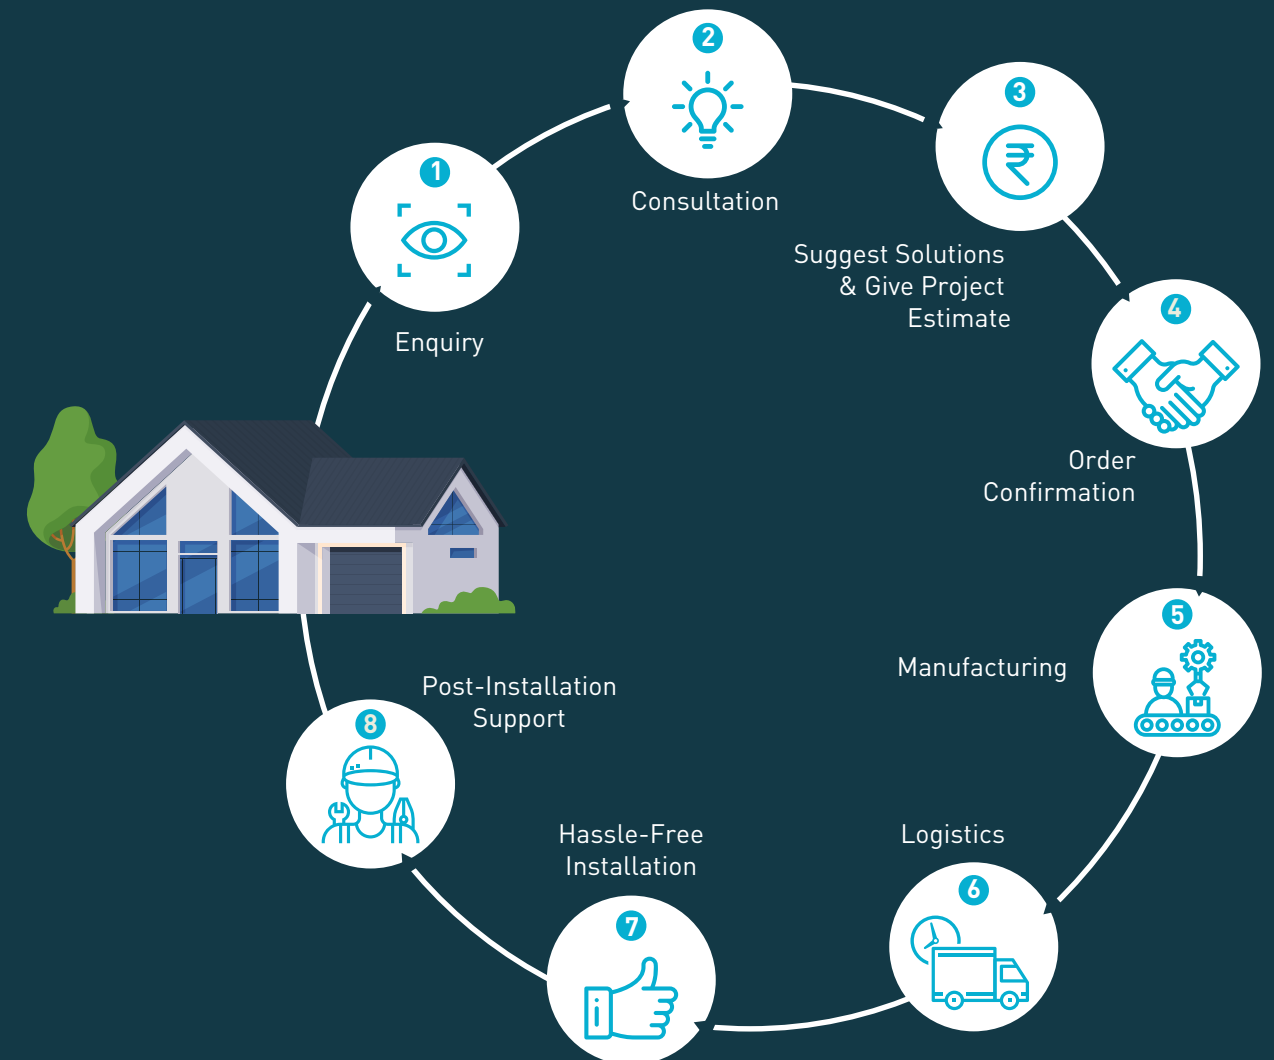 1
Enquiry
2
Consultation
3
₹
Suggest Solutions
& Give Project
Estimate
4
Order
Confirmation
5
Manufacturing
6
Logistics
7
Hassle-Free
Installation
8
Post-Installation
Support